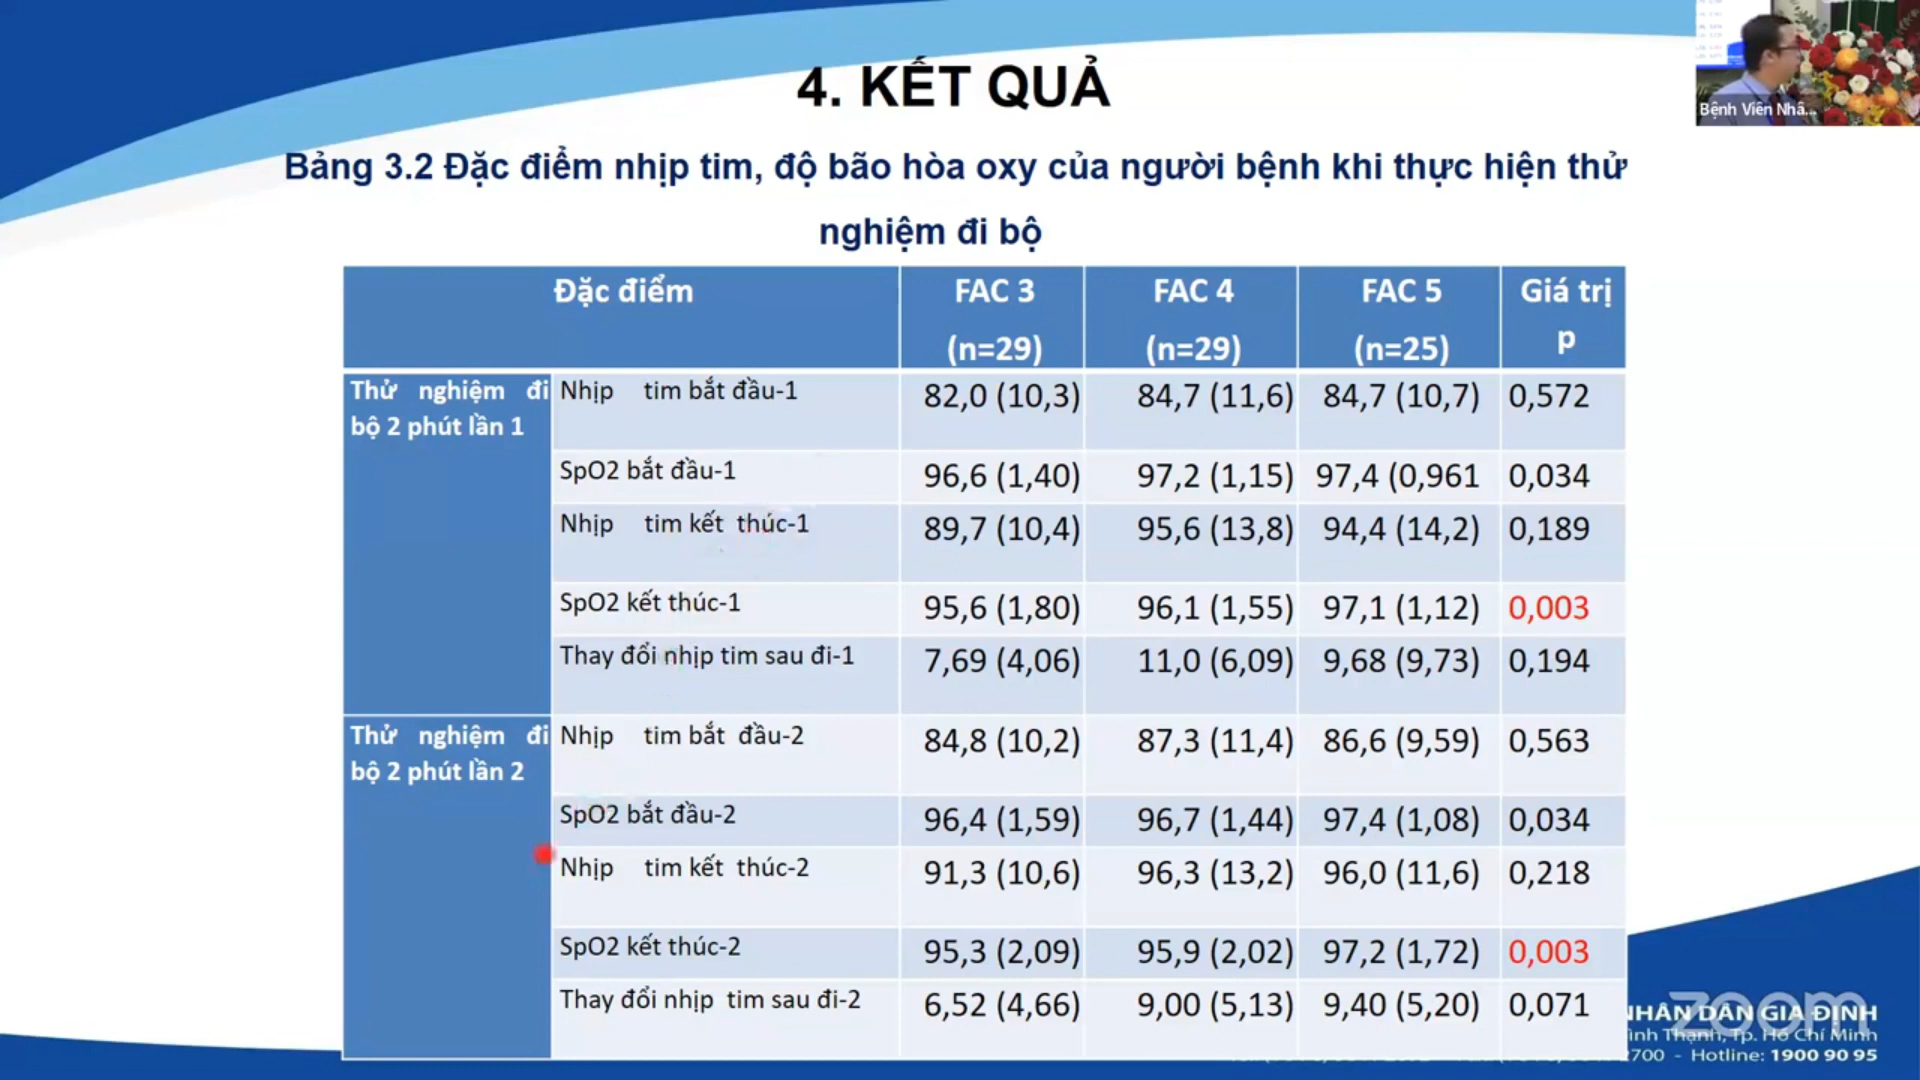 Bệnh Viên Nhâ...
4. KẾT QUẢ
Bảng 3.2 Đặc điểm nhịp tim, độ bão hòa oxy của người bệnh khi thực hiện thử
nghiệm đi bộ
Đặc điểm FAC 3 (n=29) FAC 4 (n=29) FAC 5 (n=25) Giá trị p
Thử nghiệm đi bộ 2 phút lần 1
Nhịp tim bắt đầu-1 82,0 (10,3) 84,7 (11,6) 84,7 (10,7) 0,572
SpO2 bắt đầu-1 96,6 (1,40) 97,2 (1,15) 97,4 (0,961 0,034
Nhịp tim kết thúc-1 89,7 (10,4) 95,6 (13,8) 94,4 (14,2) 0,189
SpO2 kết thúc-1 95,6 (1,80) 96,1 (1,55) 97,1 (1,12) 0,003
Thay đổi nhịp tim sau đi-1 7,69 (4,06) 11,0 (6,09) 9,68 (9,73) 0,194
Thử nghiệm đi bộ 2 phút lần 2
Nhịp tim bắt đầu-2 84,8 (10,2) 87,3 (11,4) 86,6 (9,59) 0,563
SpO2 bắt đầu-2 96,4 (1,59) 96,7 (1,44) 97,4 (1,08) 0,034
Nhịp tim kết thúc-2 91,3 (10,6) 96,3 (13,2) 96,0 (11,6) 0,218
SpO2 kết thúc-2 95,3 (2,09) 95,9 (2,02) 97,2 (1,72) 0,003
Thay đổi nhịp tim sau đi-2 6,52 (4,66) 9,00 (5,13) 9,40 (5,20) 0,071
zoom
NHÂN DÂN GIA ĐỊNH
Thạnh, Tp. Hồ Chí Minh
2700 - Hotline: 1900 90 95